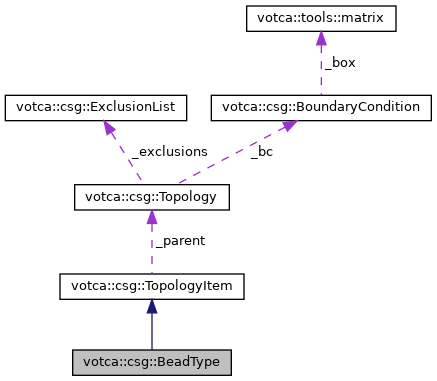 votca::tools::matrix
_box
votca::csg::ExclusionList
votca::csg::BoundaryCondition
_exclusions
_bc
votca::csg::Topology
_parent
votca::csg::TopologyItem
votca::csg::BeadType